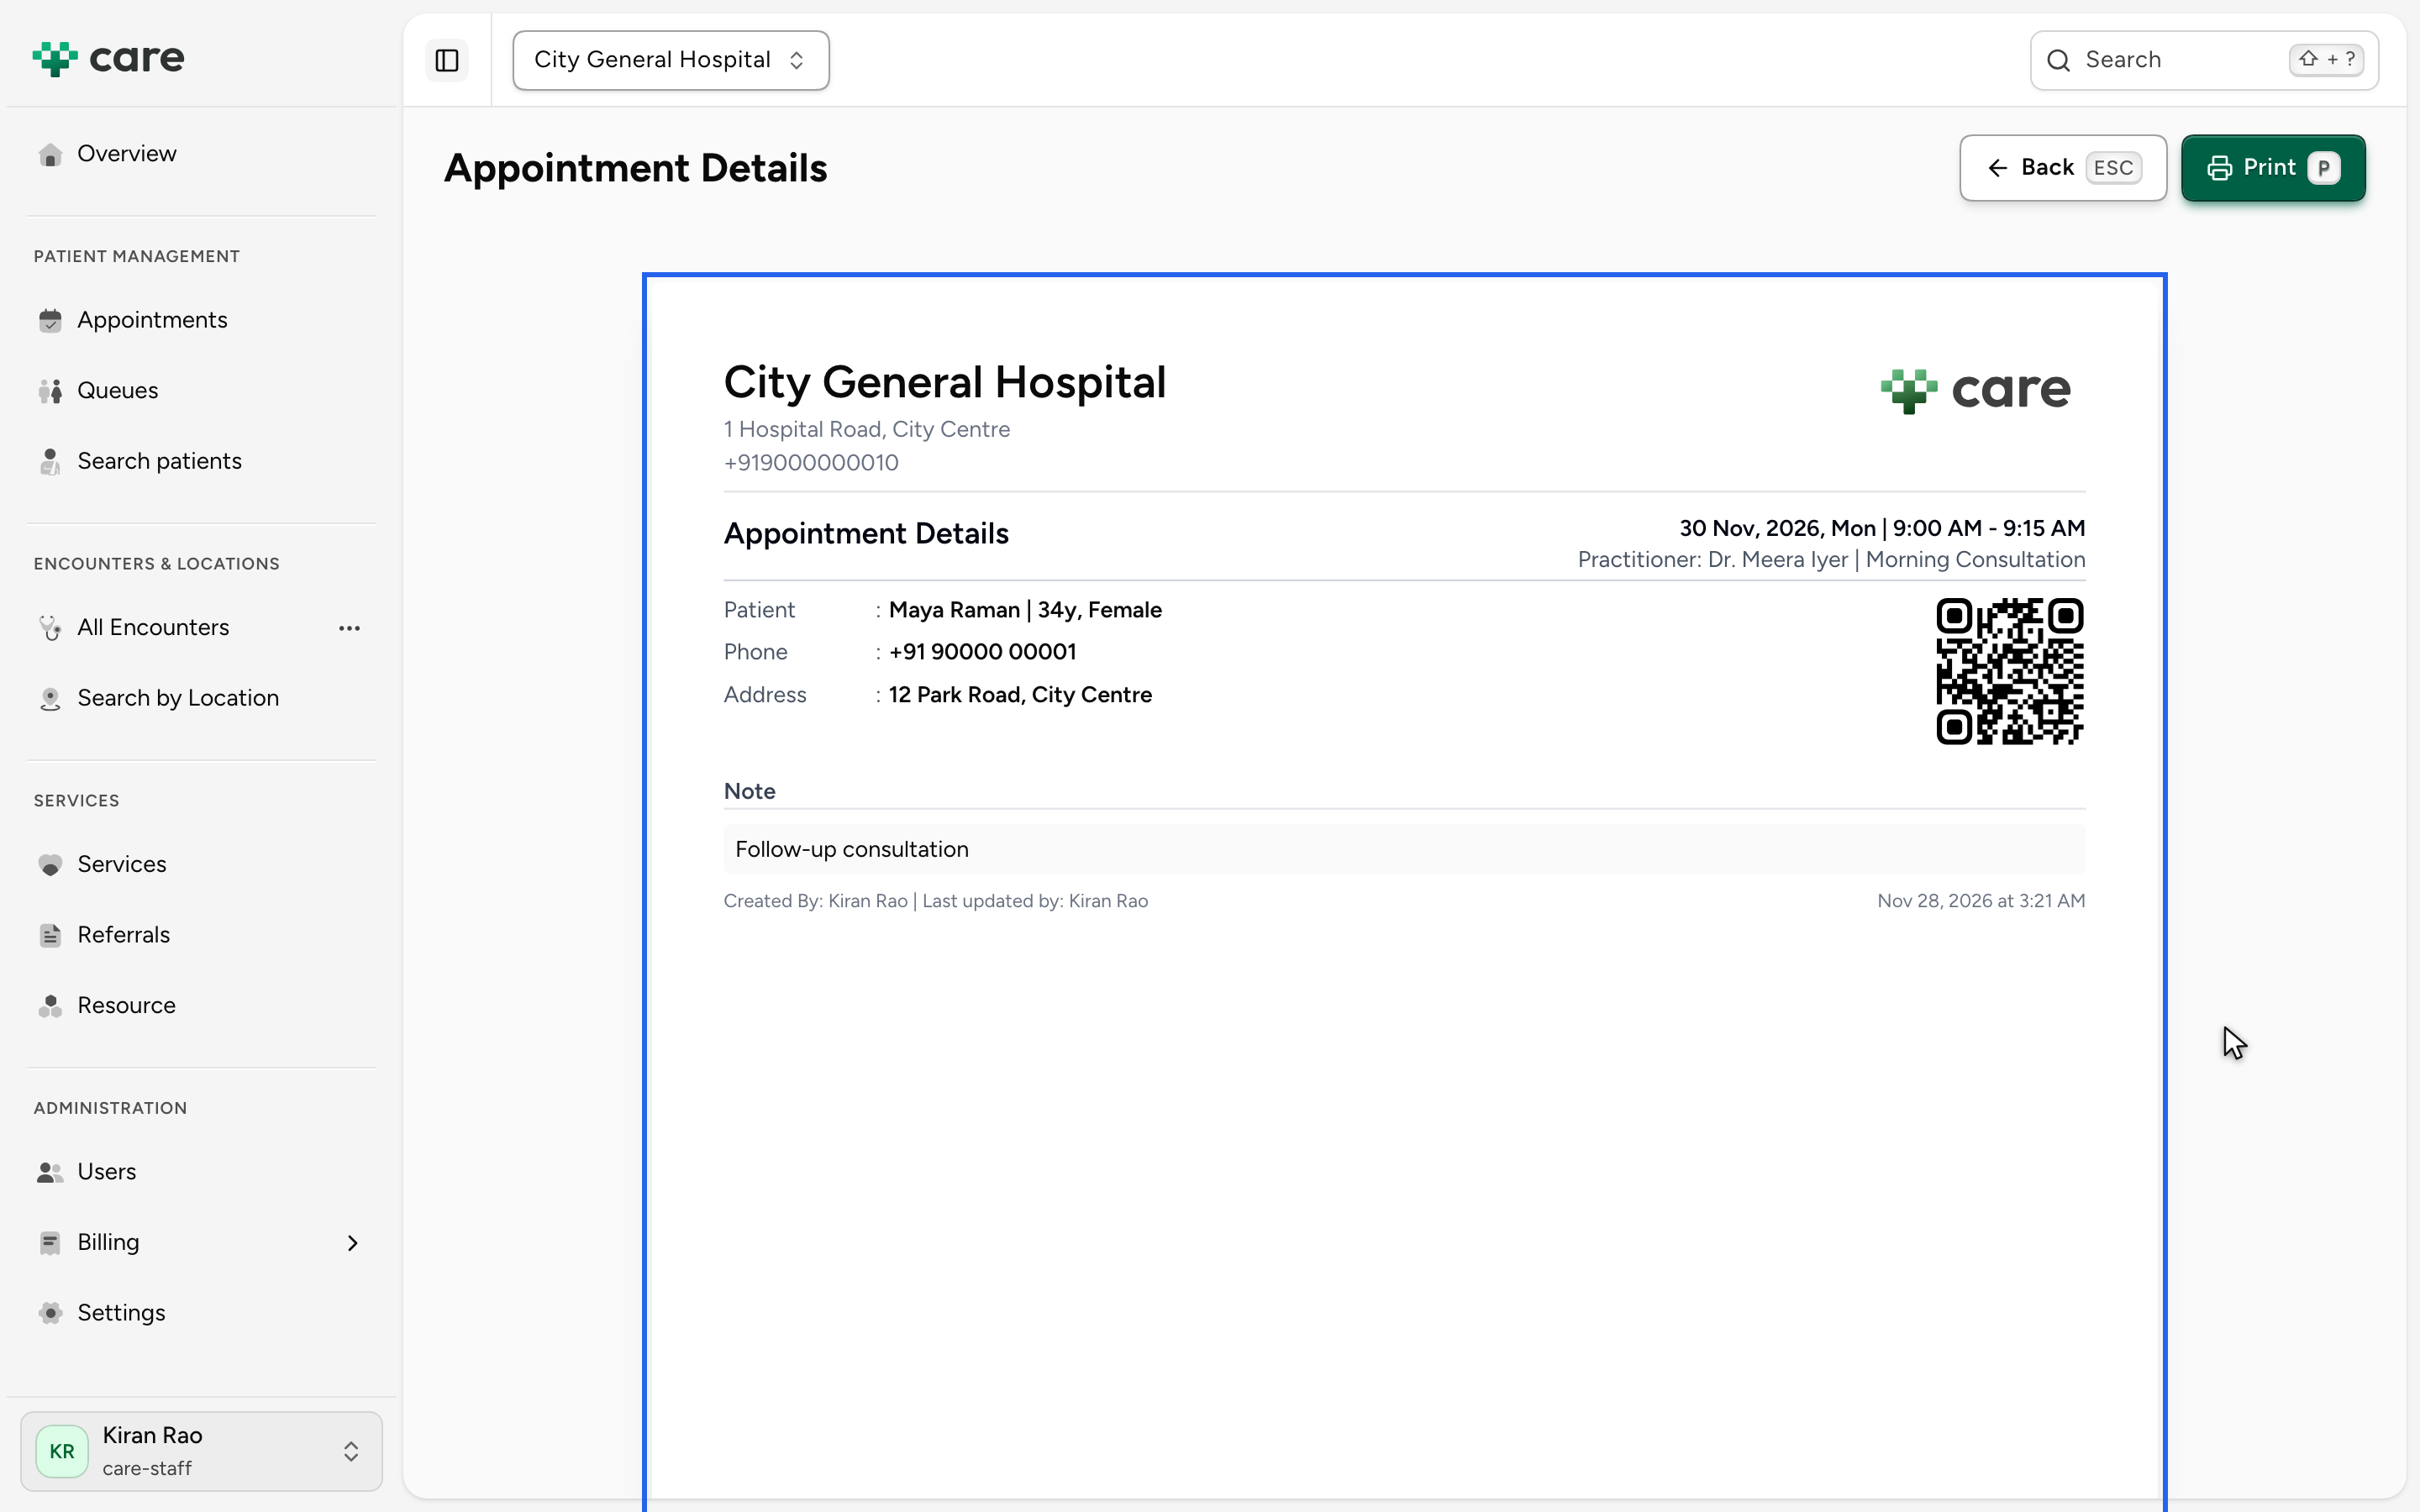 care
Overview
PATIENT MANAGEMENT
Appointments
Queues
Search patients
ENCOUNTERS & LOCATIONS
All Encounters
Search by Location
SERVICES
Services
Referrals
Resource
ADMINISTRATION
Users
Billing
Settings
KR
Kiran Rao
care-staff
City General Hospital
Search
+ ?
Appointment Details
Back ESC
Print P
City General Hospital
1 Hospital Road, City Centre
+919000000010
care
Appointment Details
30 Nov, 2026, Mon | 9:00 AM - 9:15 AM
Practitioner: Dr. Meera Iyer | Morning Consultation
Patient : Maya Raman | 34y, Female
Phone : +91 90000 00001
Address : 12 Park Road, City Centre
Note
Follow-up consultation
Created By: Kiran Rao | Last updated by: Kiran Rao
Nov 28, 2026 at 3:21 AM